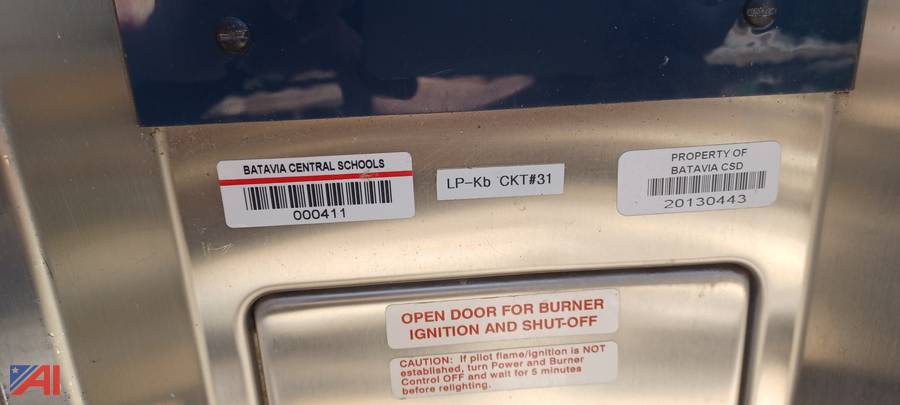 BATAVIA CENTRAL SCHOOLS
000411
LP-Kb CKT#31
PROPERTY OF
BATAVIA CSD
20130443
OPEN DOOR FOR BURNER
IGNITION AND SHUT-OFF
CAUTION: If pilot flame/ignition is NOT
established, turn Power and Burner
Control OFF and wait for 5 minutes
before relighting.
AI